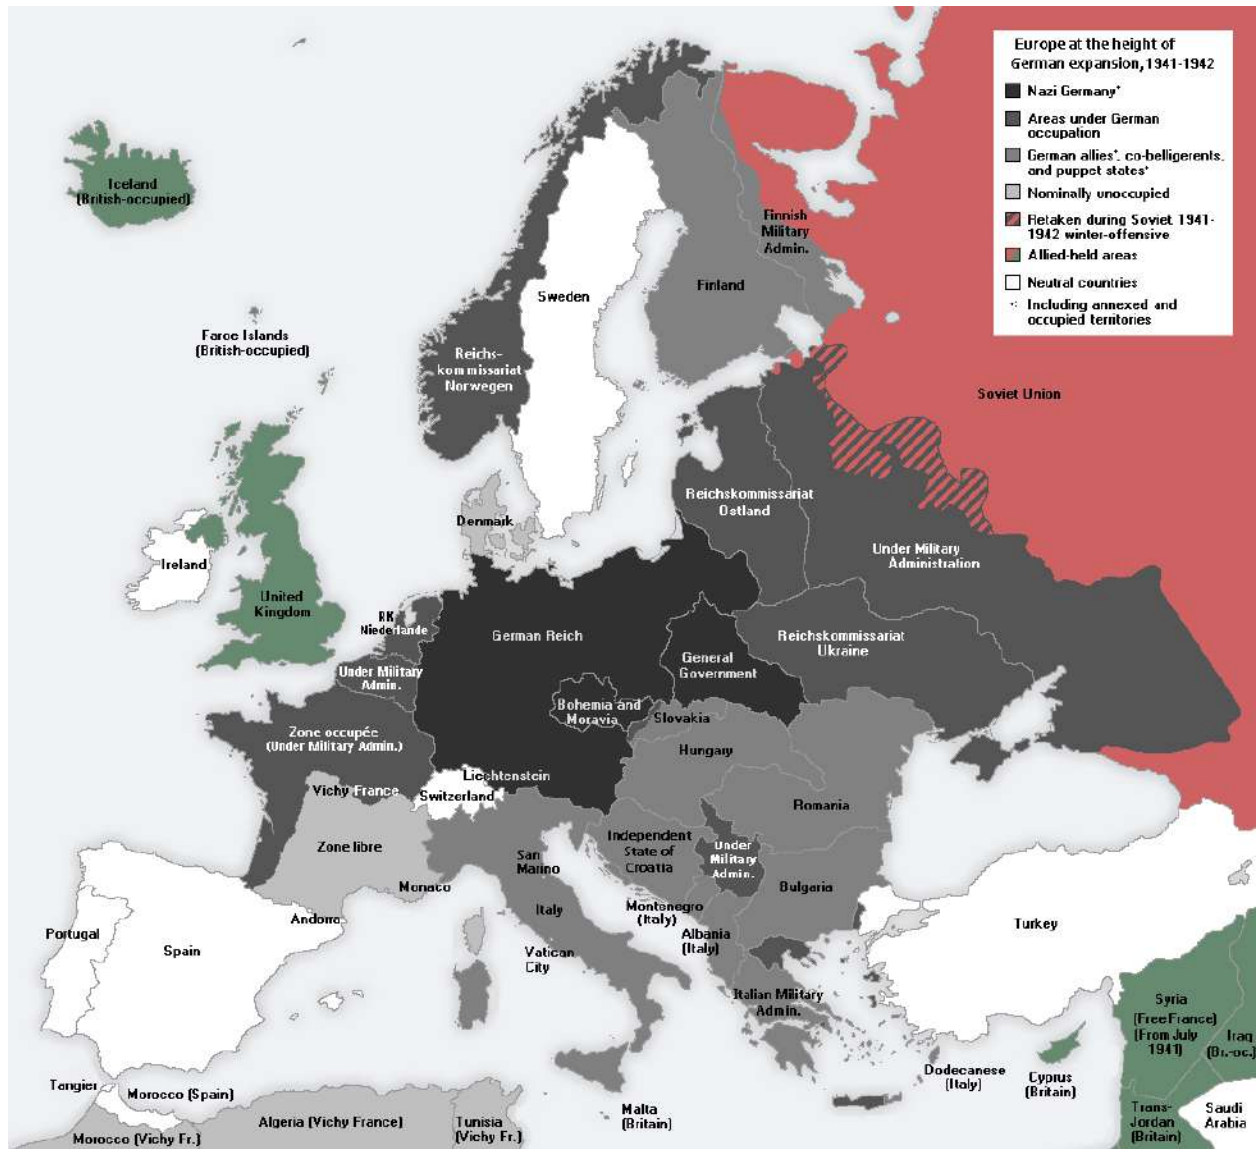 Europe at the height of
German expansion, 1941-1942
Nazi Germany*
Areas under German
occupation
German allies*, co-belligerents,
and puppet states*
Nominally unoccupied
Retaken during Soviet 1941-
1942 winter-offensive
Allied-held areas
Neutral countries
* Including annexed and
occupied territories
Iceland
(British-occupied)
Faroe Islands
(British-occupied)
Finnish
Military
Admin.
Finland
Sweden
Reichs-
kommissariat
Norwegen
Soviet Union
Reichskommissariat
Ostland
Denmark
Under Military
Administration
Ireland
United
Kingdom
RK
Niederlande
German Reich
Reichskommissariat
Ukraine
General
Government
Under Military
Admin.
Bohemia and
Moravia
Slovakia
Zone occupée
(Under Military Admin.)
Hungary
Liechtenstein
Switzerland
Vichy France
Romania
Zone libre
Independent
State of
Croatia
Under
Military
Admin.
San
Marino
Monaco
Bulgaria
Italy
Montenegro
(Italy)
Andorra
Portugal
Spain
Albania
(Italy)
Turkey
Vatican
City
Italian Military
Admin.
Syria
(Free France)
(From July
1941)
Iraq
(Br.-oc.)
Dodecanese
(Italy)
Cyprus
(Britain)
Tangier
Morocco (Spain)
Malta
(Britain)
Algeria (Vichy France)
Tunisia
(Vichy Fr.)
Morocco (Vichy Fr.)
Trans-
Jordan
(Britain)
Saudi
Arabia